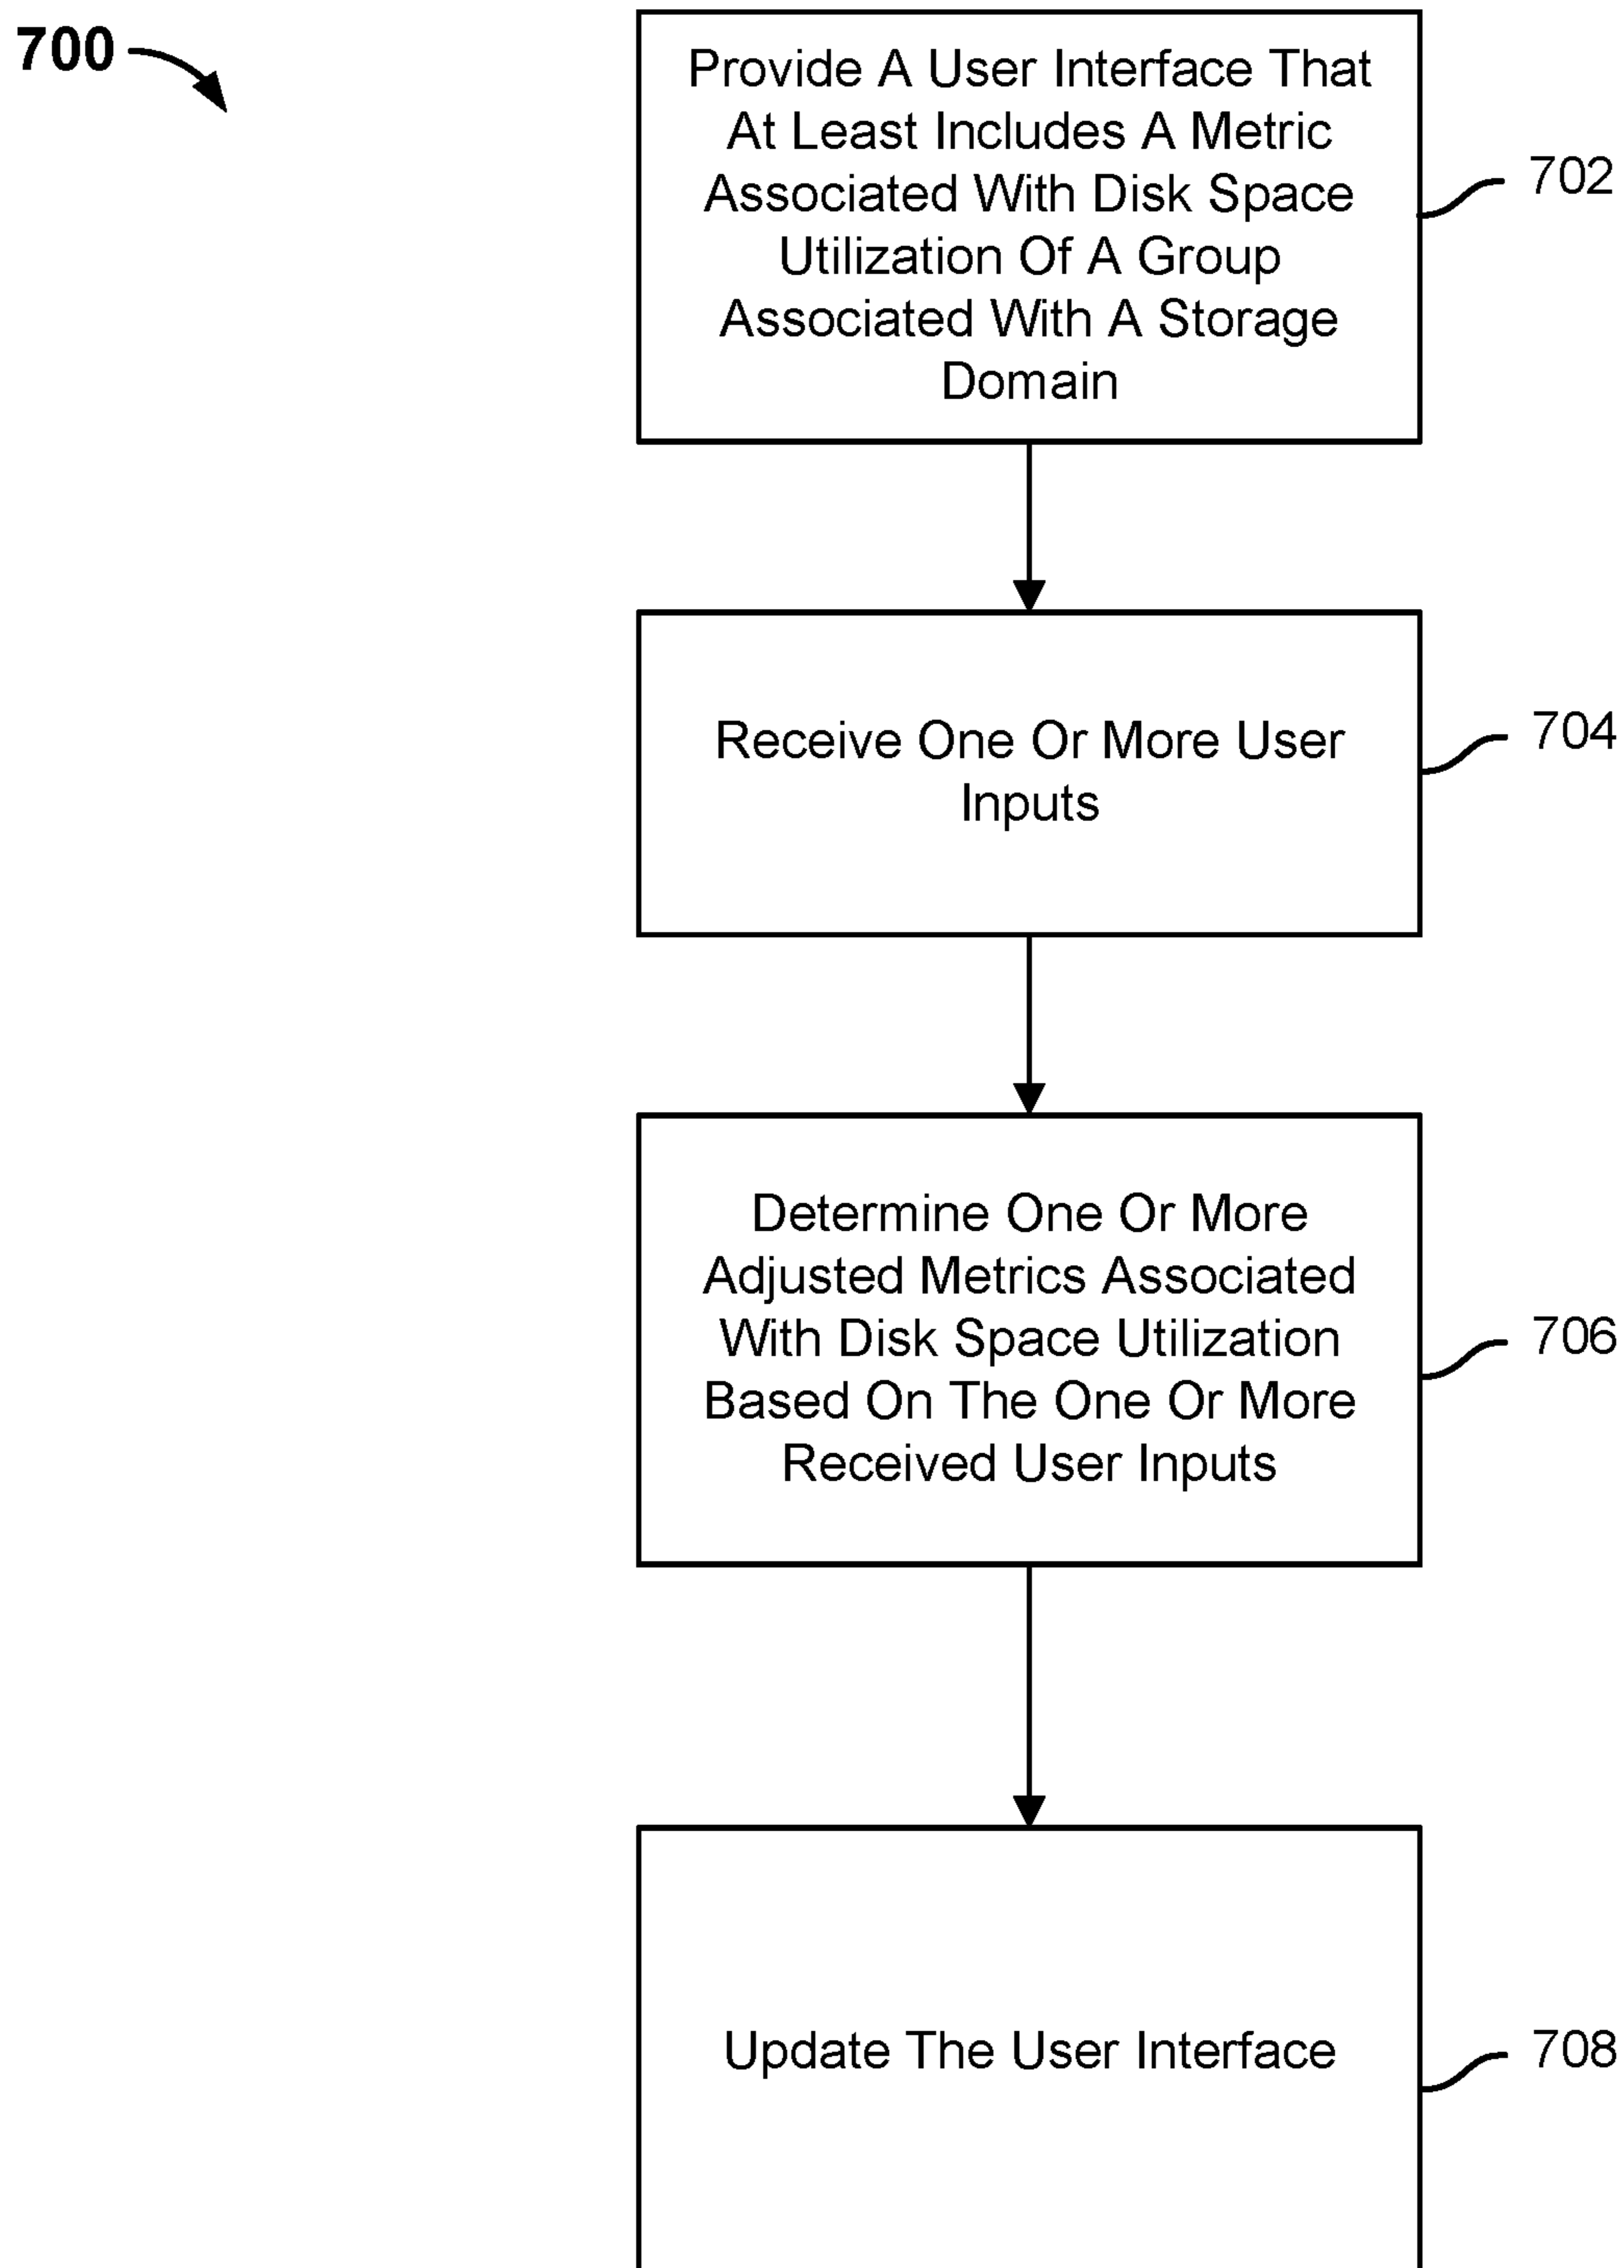 700
Provide A User Interface That
At Least Includes A Metric
Associated With Disk Space
Utilization Of A Group
Associated With A Storage
Domain
702
Receive One Or More User
Inputs
704
Determine One Or More
Adjusted Metrics Associated
With Disk Space Utilization
Based On The One Or More
Received User Inputs
706
Update The User Interface
708